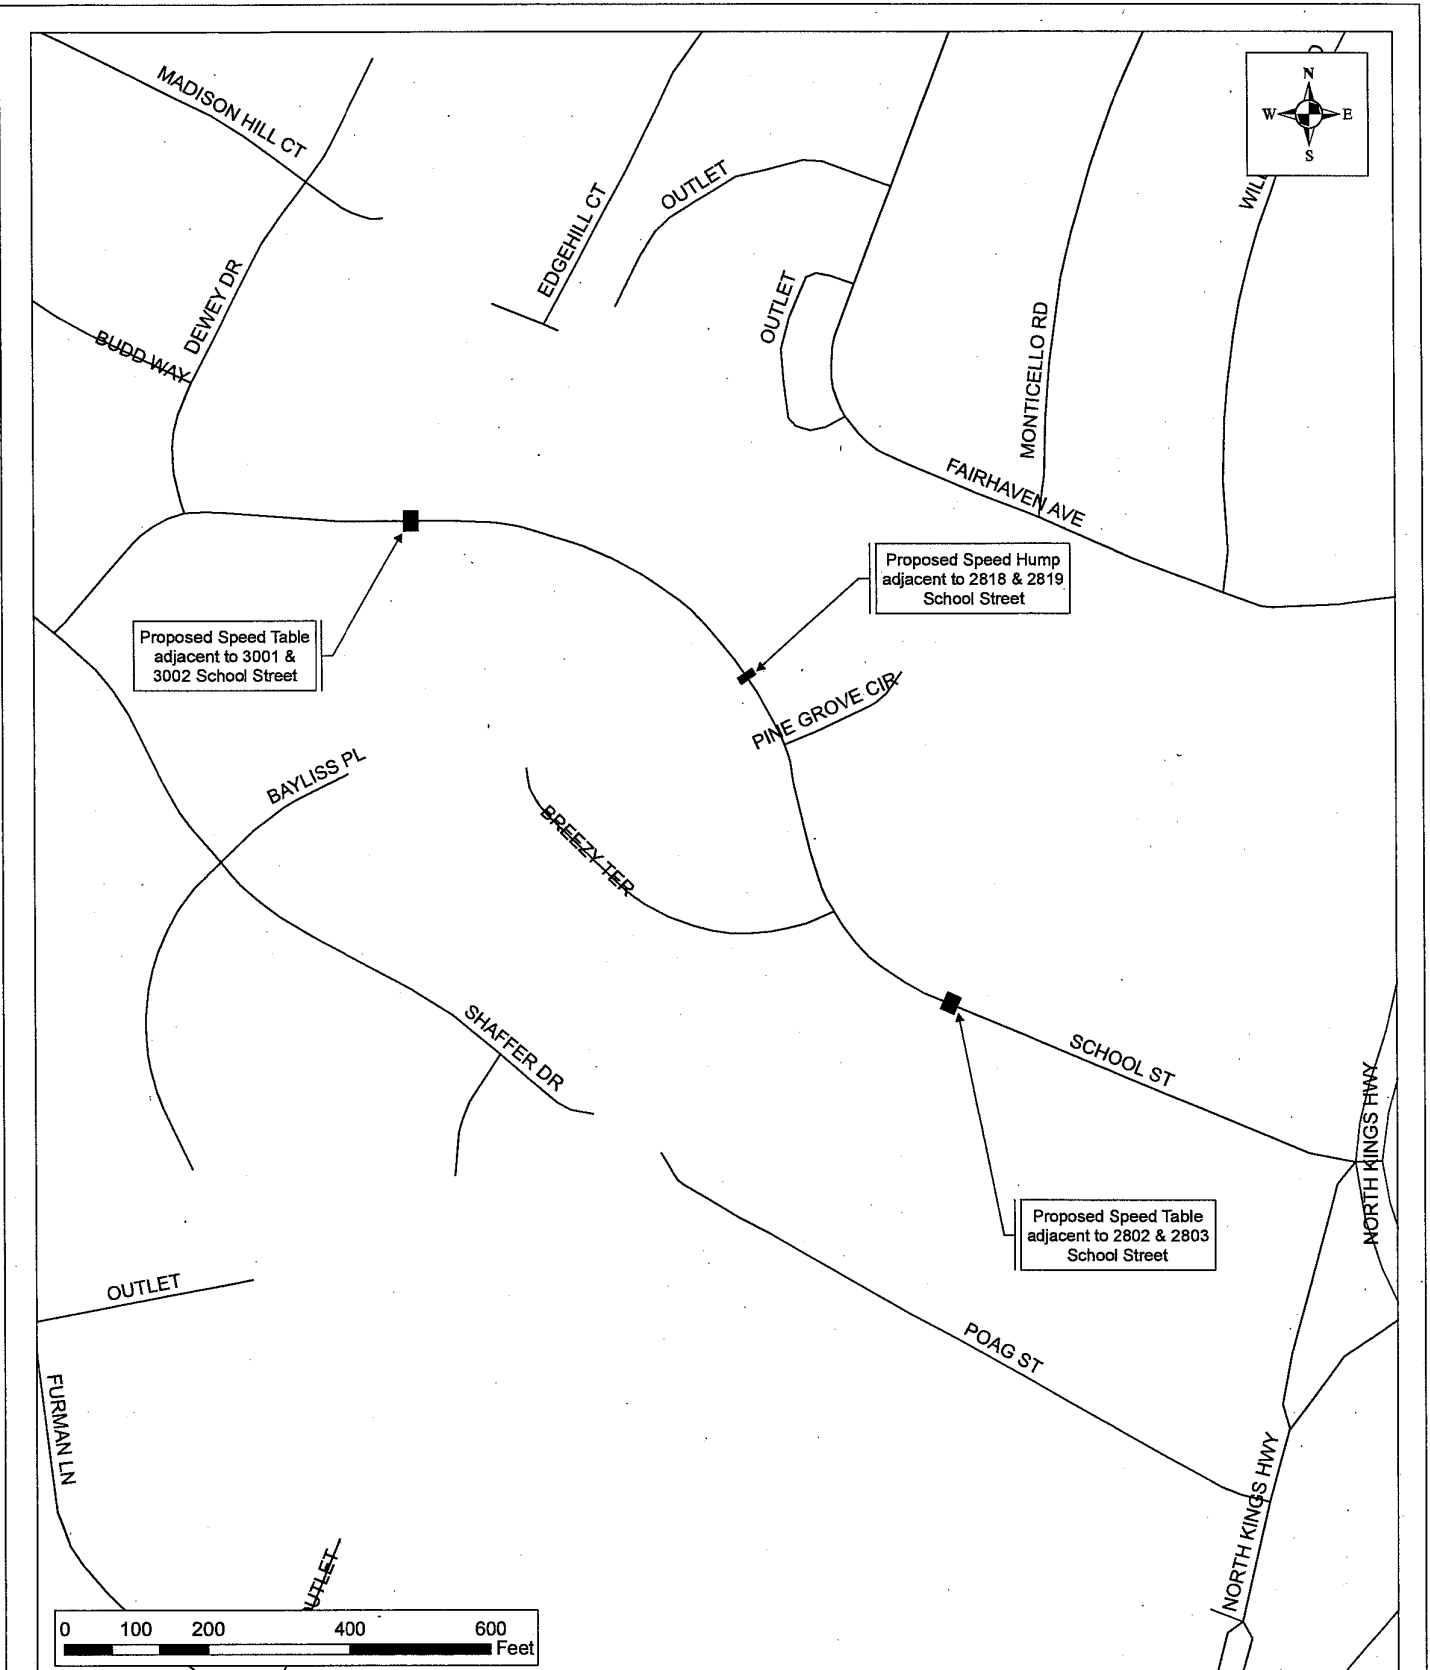 MADISON HILL CT
N
W E
S
OUTLET
EDGEHILL CT
DEWEY DR
OUTLET
BUDD WAY
MONTICELLO RD
FAIRHAVEN AVE
Proposed Speed Hump
adjacent to 2818 & 2819
School Street
Proposed Speed Table
adjacent to 3001 &
3002 School Street
PINE GROVE CIR
BAYLISS PL
BREEZY TER
SHAFFER DR
SCHOOL ST
NORTH KINGS HWY
Proposed Speed Table
adjacent to 2802 & 2803
School Street
OUTLET
POAG ST
FURMAN LN
NORTH KINGS HWY
0 100 200 400 600
Feet